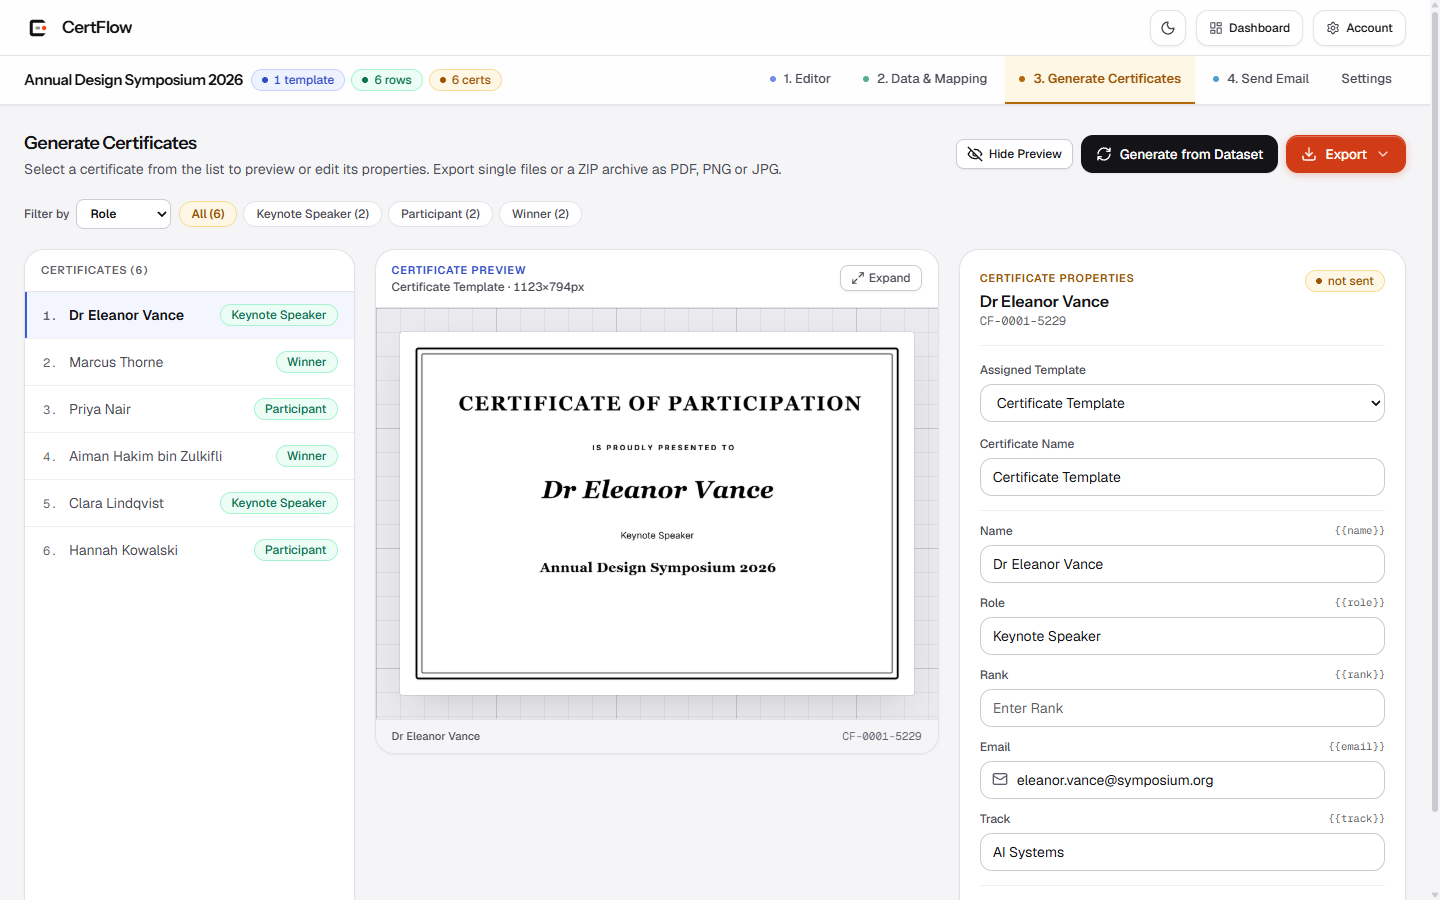 CertFlow
Dashboard
Account
Annual Design Symposium 2026
1 template
6 rows
6 certs
1. Editor
2. Data & Mapping
3. Generate Certificates
4. Send Email
Settings
Generate Certificates
Select a certificate from the list to preview or edit its properties. Export single files or a ZIP archive as PDF, PNG or JPG.
Hide Preview
Generate from Dataset
Export
Filter by
Role
All (6)
Keynote Speaker (2)
Participant (2)
Winner (2)
CERTIFICATES (6)
1. Dr Eleanor Vance Keynote Speaker
2. Marcus Thorne Winner
3. Priya Nair Participant
4. Aiman Hakim bin Zulkifli Winner
5. Clara Lindqvist Keynote Speaker
6. Hannah Kowalski Participant
CERTIFICATE PREVIEW
Certificate Template · 1123×794px
Expand
CERTIFICATE OF PARTICIPATION
IS PROUDLY PRESENTED TO
Dr Eleanor Vance
Keynote Speaker
Annual Design Symposium 2026
Dr Eleanor Vance CF-0001-5229
CERTIFICATE PROPERTIES
not sent
Dr Eleanor Vance
CF-0001-5229
Assigned Template
Certificate Template
Certificate Name
Certificate Template
Name {{name}}
Dr Eleanor Vance
Role {{role}}
Keynote Speaker
Rank {{rank}}
Enter Rank
Email {{email}}
eleanor.vance@symposium.org
Track {{track}}
AI Systems